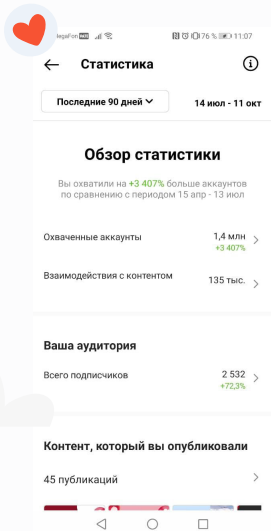 MegaFon 76 % 11:07
Статистика
Последние 90 дней 14 июл - 11 окт
Обзор статистики
Вы охватили на +3 407% больше аккаунтов
по сравнению с периодом 15 апр - 13 июл
Охваченные аккаунты 1,4 млн
+3 407%
Взаимодействия с контентом 135 тыс.
Ваша аудитория
Всего подписчиков 2 532
+72,3%
Контент, который вы опубликовали
45 публикаций